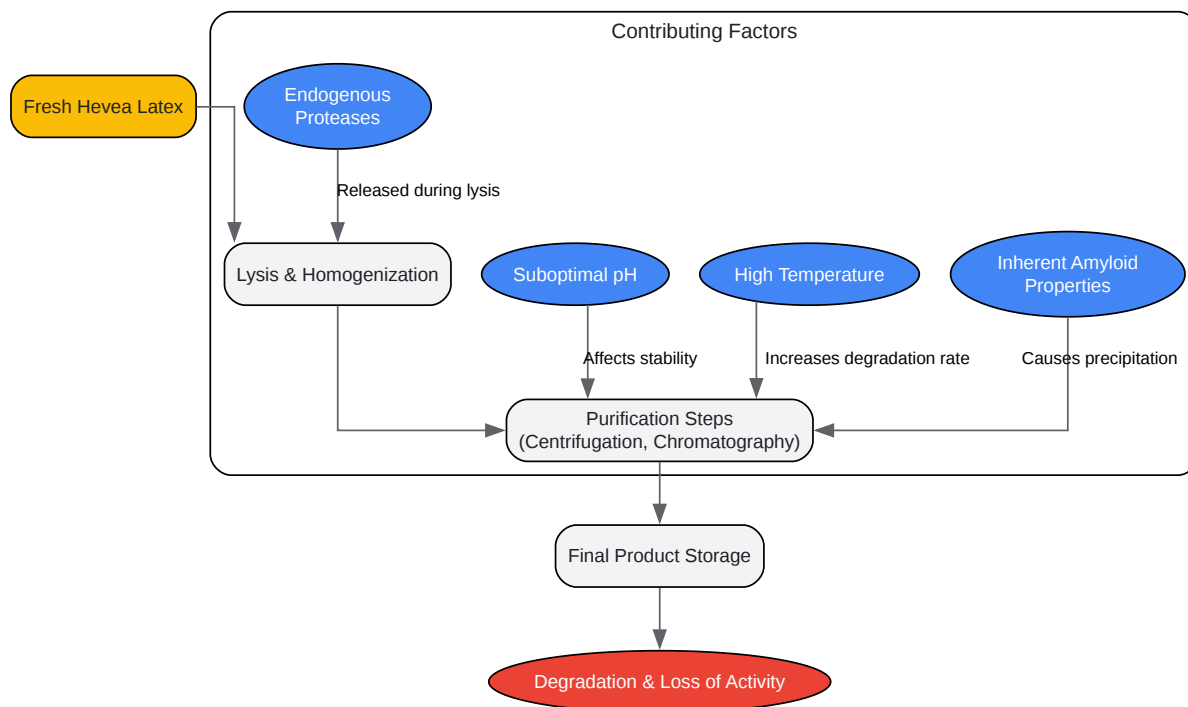 Contributing Factors
Fresh Hevea Latex
Endogenous
Proteases
Released during lysis
Lysis & Homogenization
Suboptimal pH
High Temperature
Inherent Amyloid
Properties
Affects stability
Increases degradation rate
Causes precipitation
Purification Steps
(Centrifugation, Chromatography)
Final Product Storage
Degradation & Loss of Activity